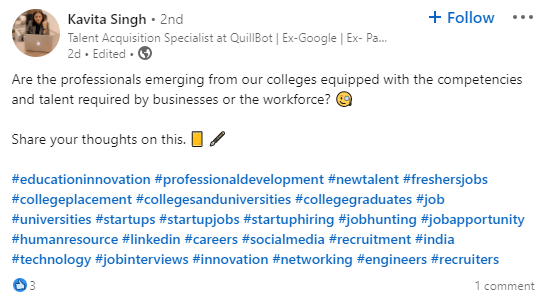 Kavita Singh • 2nd
+ Follow •••
Talent Acquisition Specialist at QuillBot | Ex-Google | Ex- Pa...
2d • Edited •
Are the professionals emerging from our colleges equipped with the competencies
and talent required by businesses or the workforce? 🧐
Share your thoughts on this. 📒 🖋️
#educationinnovation #professionaldevelopment #newtalent #freshersjobs
#collegeplacement #collegesanduniversities #collegegraduates #job
#universities #startups #startupjobs #startuphiring #jobhunting #jobapportunity
#humanresource #linkedin #careers #socialmedia #recruitment #india
#technology #jobinterviews #innovation #networking #engineers #recruiters
3
1 comment